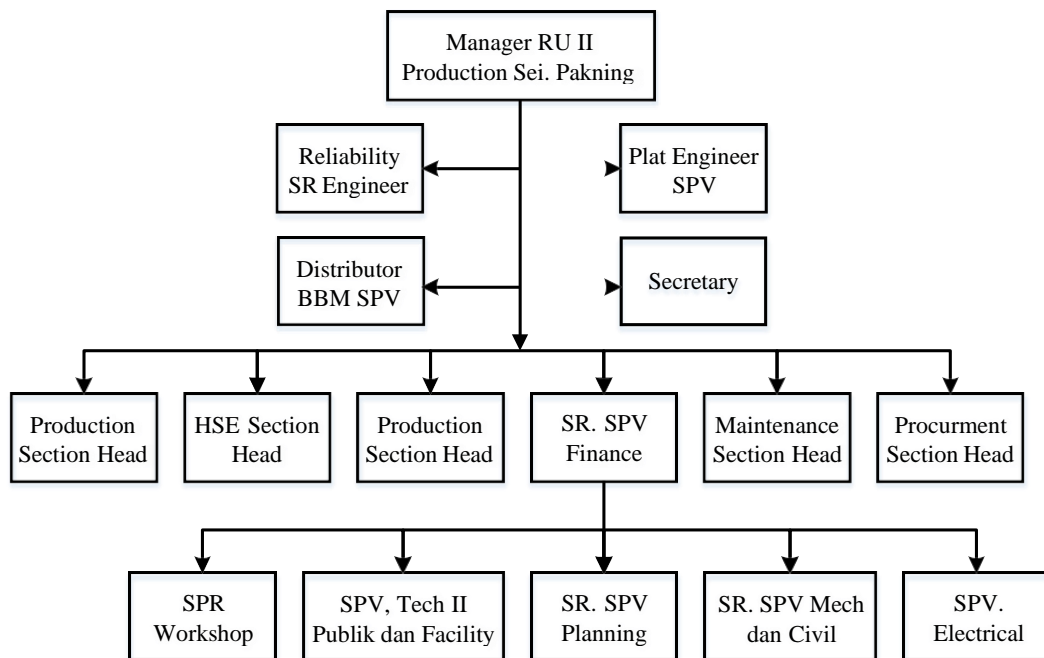 Manager RU II
Production Sei. Pakning
Reliability
SR Engineer
Plat Engineer
SPV
Distributor
BBM SPV
Secretary
Production
Section Head
HSE Section
Head
Production
Section Head
SR. SPV
Finance
Maintenance
Section Head
Procurment
Section Head
SPR
Workshop
SPV, Tech II
Publik dan Facility
SR. SPV
Planning
SR. SPV Mech
dan Civil
SPV.
Electrical